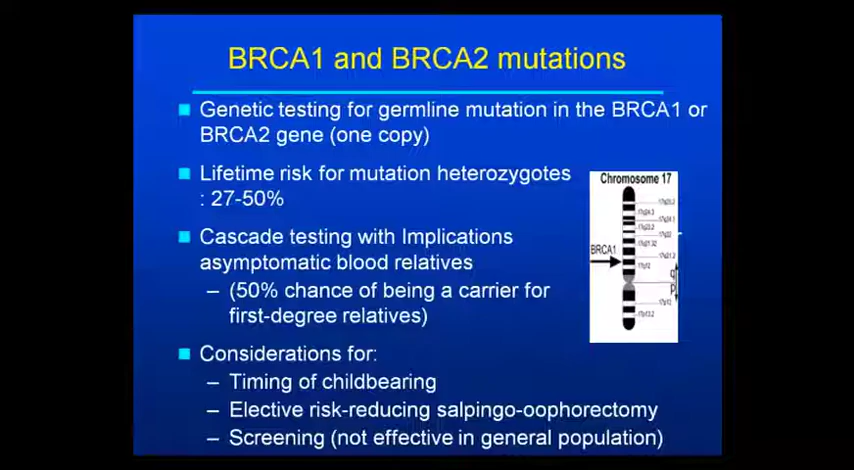 BRCA1 and BRCA2 mutations
Genetic testing for germline mutation in the BRCA1 or
BRCA2 gene (one copy)
Lifetime risk for mutation heterozygotes
: 27-50%
Cascade testing with Implications
asymptomatic blood relatives
– (50% chance of being a carrier for
first-degree relatives)
Considerations for:
– Timing of childbearing
– Elective risk-reducing salpingo-oophorectomy
– Screening (not effective in general population)
Chromosome 17
BRCA1
q
p